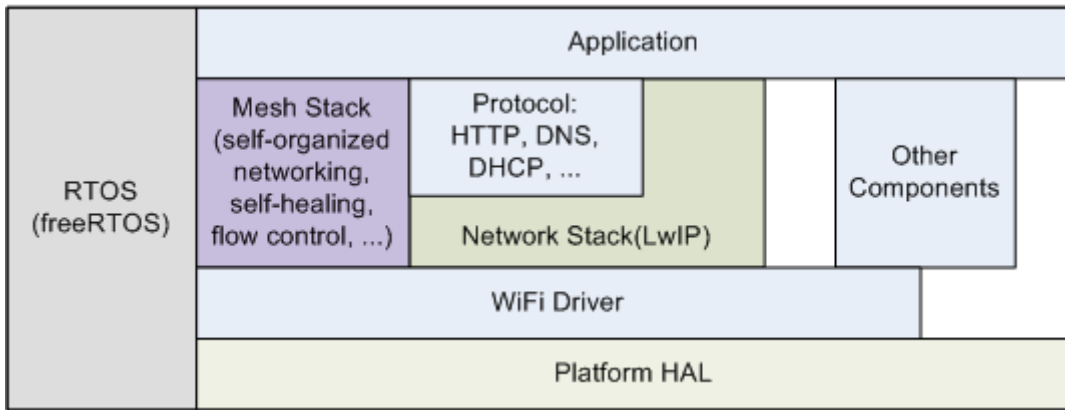 Application
RTOS
(freeRTOS)
Mesh Stack
(self-organized
networking,
self-healing,
flow control, ...)
Protocol:
HTTP, DNS,
DHCP, ...
Network Stack(LwIP)
Other
Components
WiFi Driver
Platform HAL